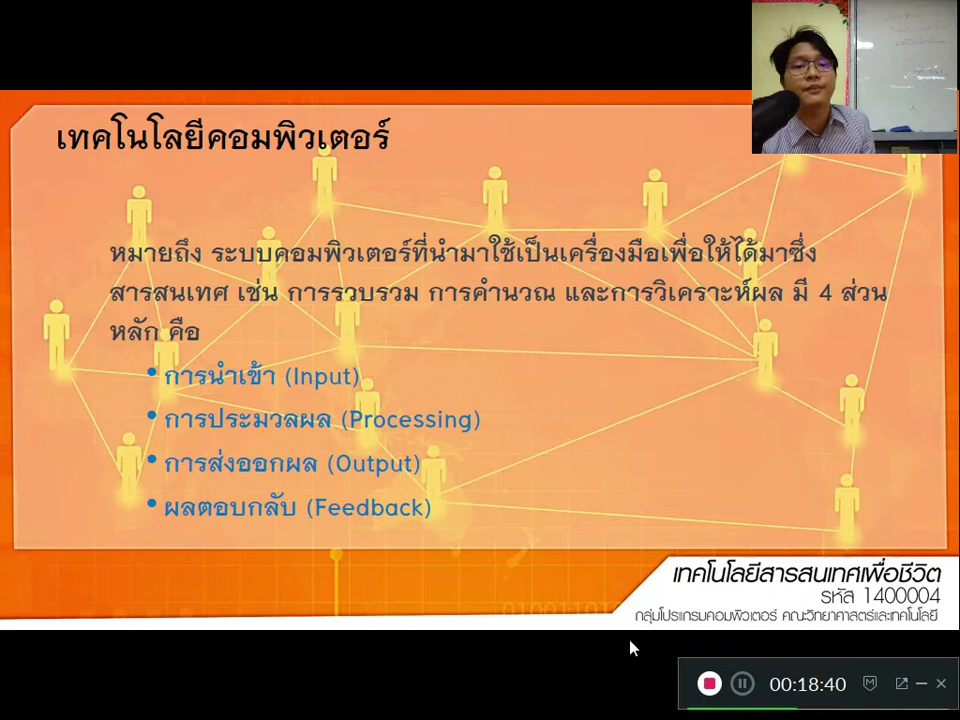 เทคโนโลยีคอมพิวเตอร์
หมายถึง ระบบคอมพิวเตอร์ที่นำมาใช้เป็นเครื่องมือเพื่อให้ได้มาซึ่ง
สารสนเทศ เช่น การรวบรวม การคำนวณ และการวิเคราะห์ผล มี 4 ส่วน
หลัก คือ
• การนำเข้า (Input)
• การประมวลผล (Processing)
• การส่งออกผล (Output)
• ผลตอบกลับ (Feedback)
เทคโนโลยีสารสนเทศเพื่อชีวิต
รหัส 1400004
กลุ่มโปรแกรมคอมพิวเตอร์ คณะวิทยาศาสตร์และเทคโนโลยี
00:18:40